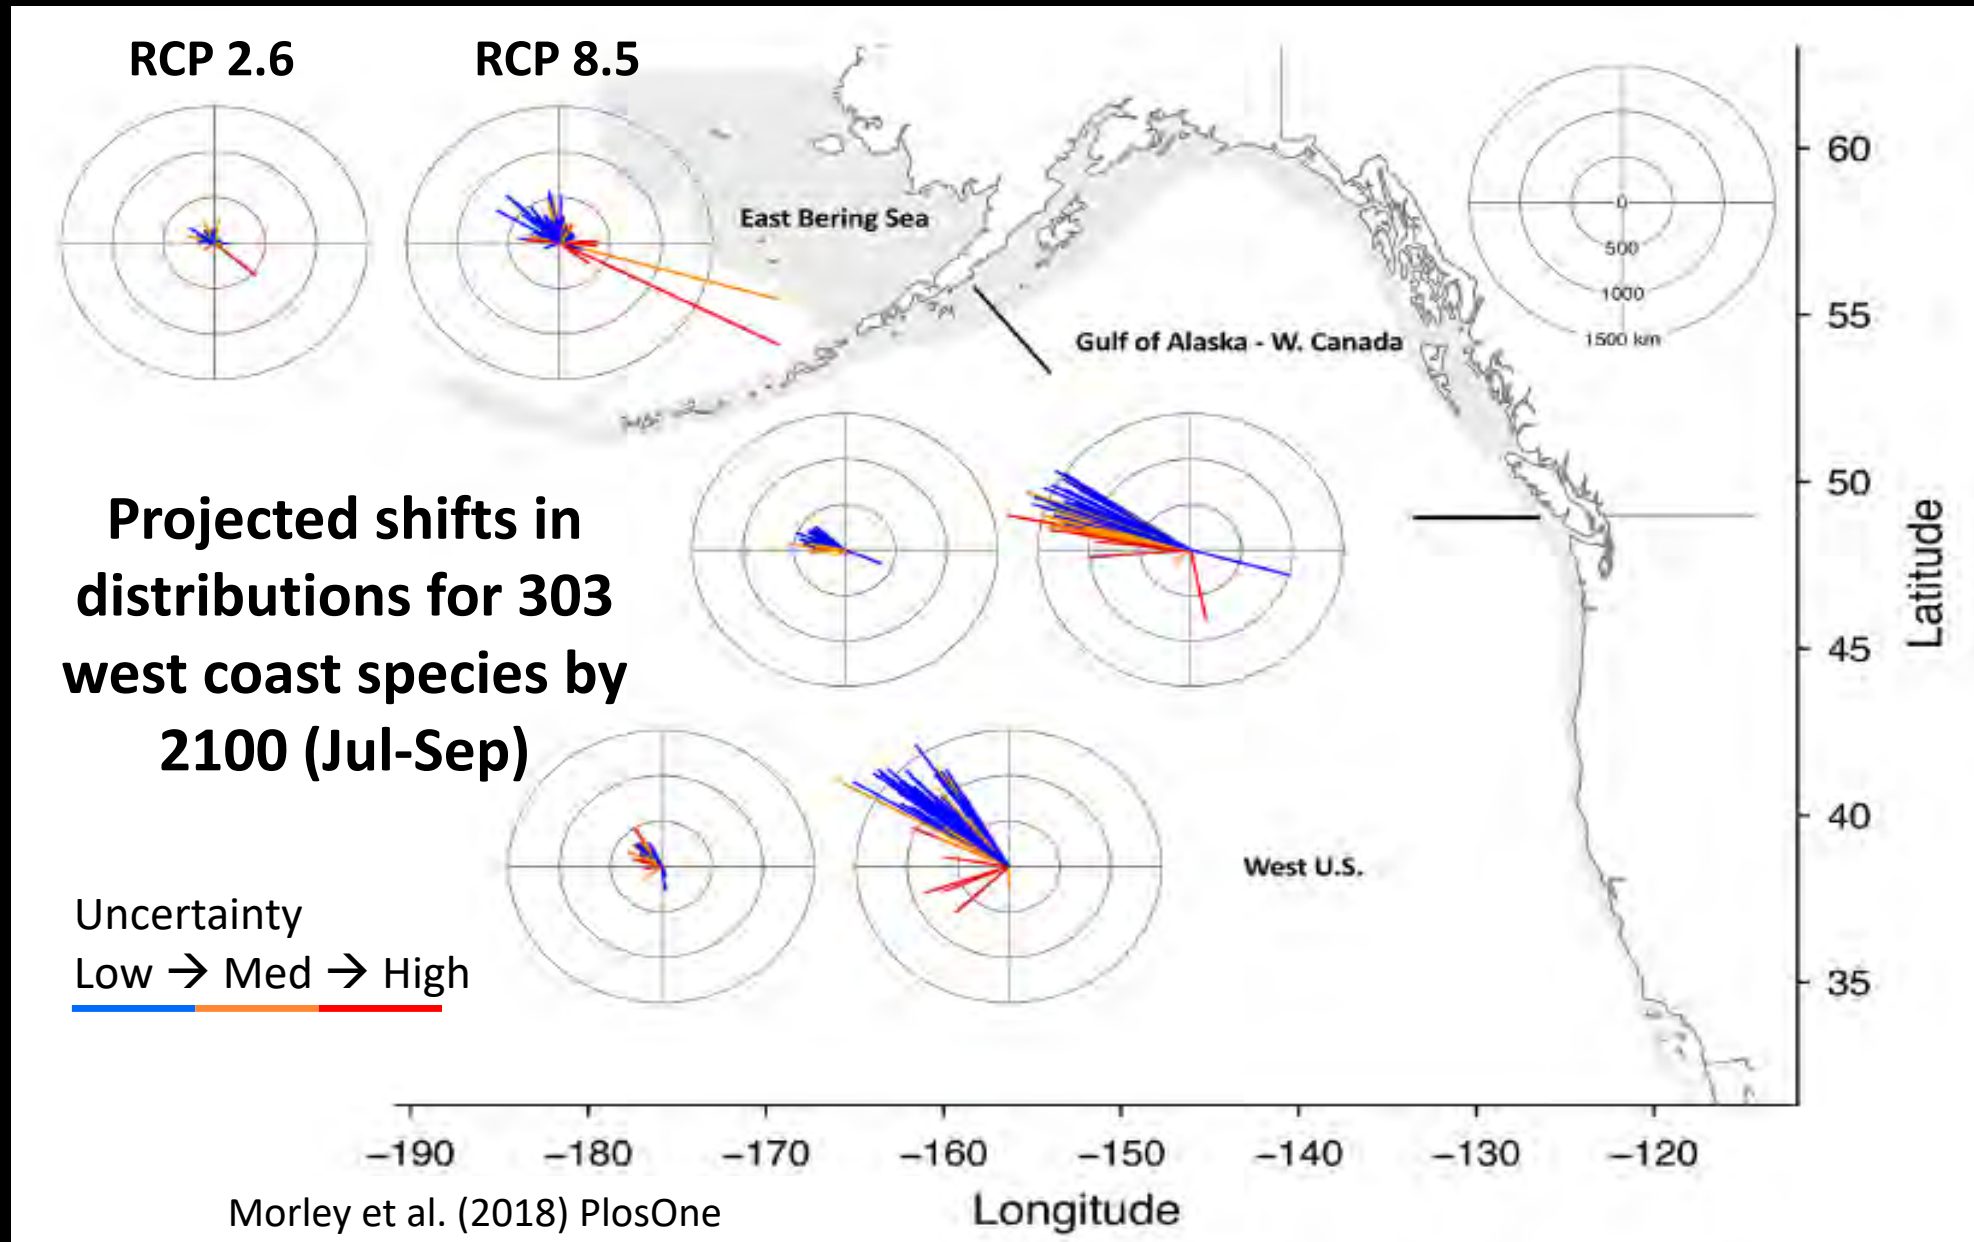 RCP 2.6
RCP 8.5
East Bering Sea
0
500
1000
1500 km
Gulf of Alaska - W. Canada
Projected shifts in
distributions for 303
west coast species by
2100 (Jul-Sep)
West U.S.
Uncertainty
Low → Med → High
60
55
50
45
40
35
Latitude
−190
−180
−170
−160
−150
−140
−130
−120
Longitude
Morley et al. (2018) PlosOne